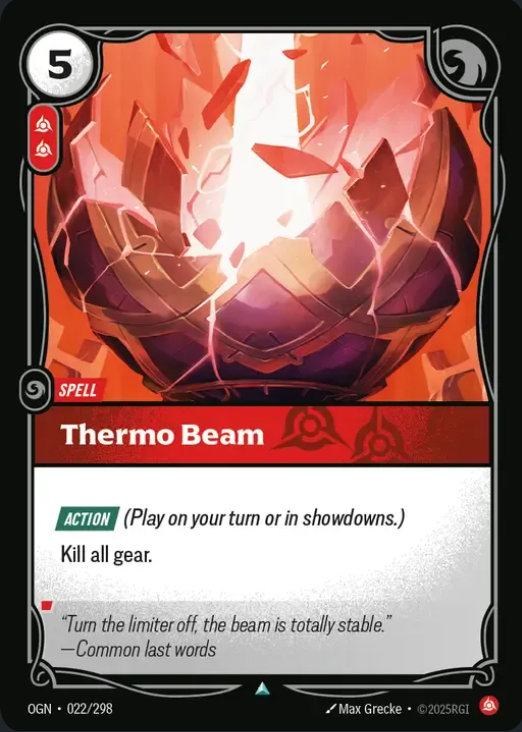 5
SPELL
Thermo Beam
ACTION (Play on your turn or in showdowns.)
Kill all gear.
“Turn the limiter off, the beam is totally stable.”
—Common last words
OGN • 022/298
Max Grecke • ©2025RGI